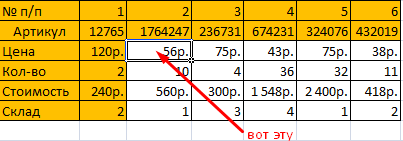 № п/п 1 2 3 4 5 6
Артикул 12765 1764247 236731 674231 324076 432019
Цена 120р. 56р. 75р. 43р. 75р. 38р.
Кол-во 2 10 4 36 32 11
Стоимость 240р. 560р. 300р. 1 548р. 2 400р. 418р.
Склад 2 1 3 4 1 2
вот эту